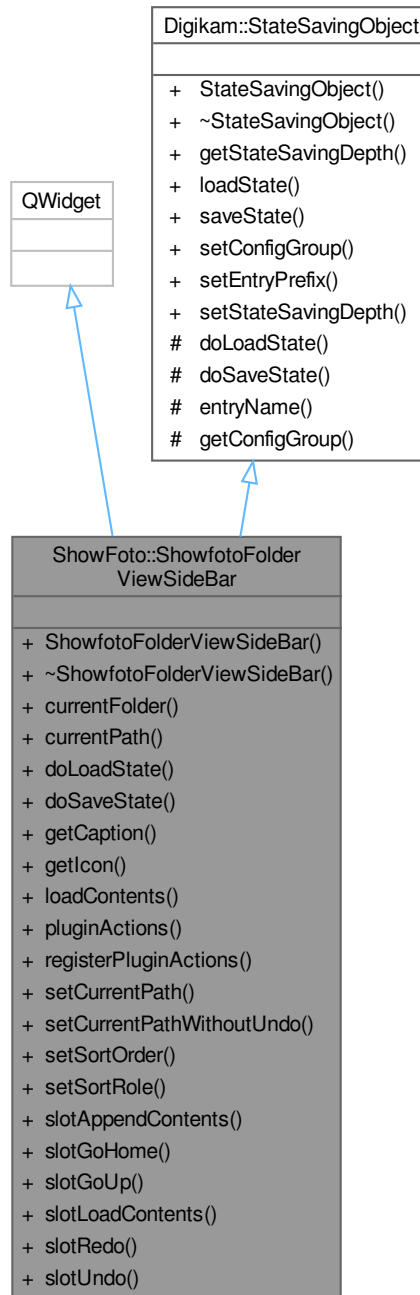 Digikam::StateSavingObject
+ StateSavingObject()
+ ~StateSavingObject()
+ getStateSavingDepth()
+ loadState()
+ saveState()
+ setConfigGroup()
+ setEntryPrefix()
+ setStateSavingDepth()
# doLoadState()
# doSaveState()
# entryName()
# getConfigGroup()
QWidget
ShowFoto::ShowfotoFolder
ViewSideBar
+ ShowfotoFolderViewSideBar()
+ ~ShowfotoFolderViewSideBar()
+ currentFolder()
+ currentPath()
+ doLoadState()
+ doSaveState()
+ getCaption()
+ getIcon()
+ loadContents()
+ pluginActions()
+ registerPluginActions()
+ setCurrentPath()
+ setCurrentPathWithoutUndo()
+ setSortOrder()
+ setSortRole()
+ slotAppendContents()
+ slotGoHome()
+ slotGoUp()
+ slotLoadContents()
+ slotRedo()
+ slotUndo()